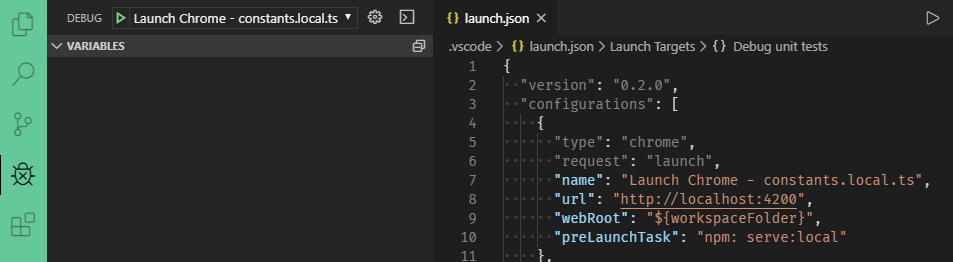 DEBUG Launch Chrome - constants.local.ts
VARIABLES
{} launch.json ×
.vscode > {} launch.json > Launch Targets > {} Debug unit tests
1 {
2 "version": "0.2.0",
3 "configurations": [
4 {
5 "type": "chrome",
6 "request": "launch",
7 "name": "Launch Chrome - constants.local.ts",
8 "url": "http://localhost:4200",
9 "webRoot": "${workspaceFolder}",
10 "preLaunchTask": "npm: serve:local"
11 },